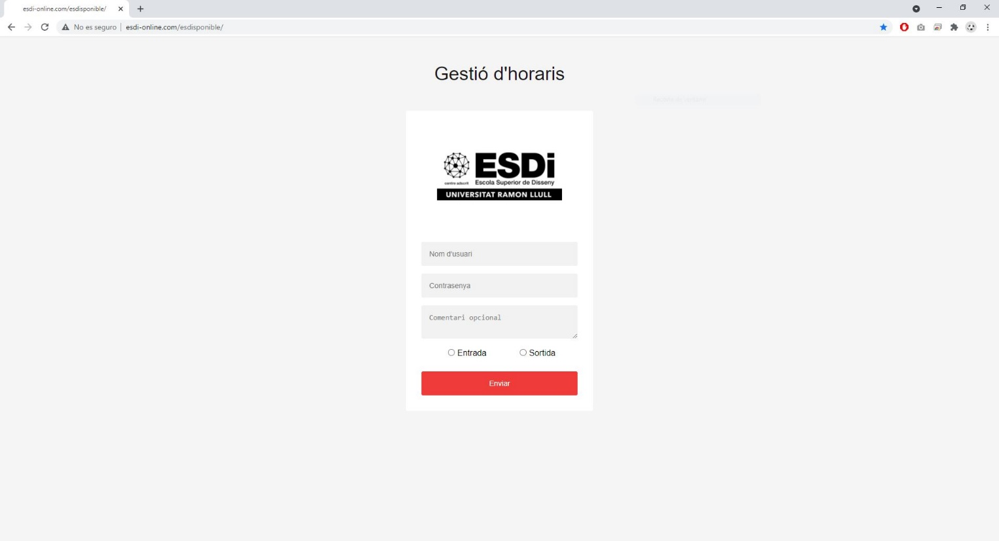 esdi-online.com/esdisponible/
No es seguro esdi-online.com/esdisponible/
Gestió d'horaris
ESDi
centre adscrit Escola Superior de Disseny
UNIVERSITAT RAMON LLULL
Nom d'usuari
Contrasenya
Comentari opcional
Entrada Sortida
Enviar